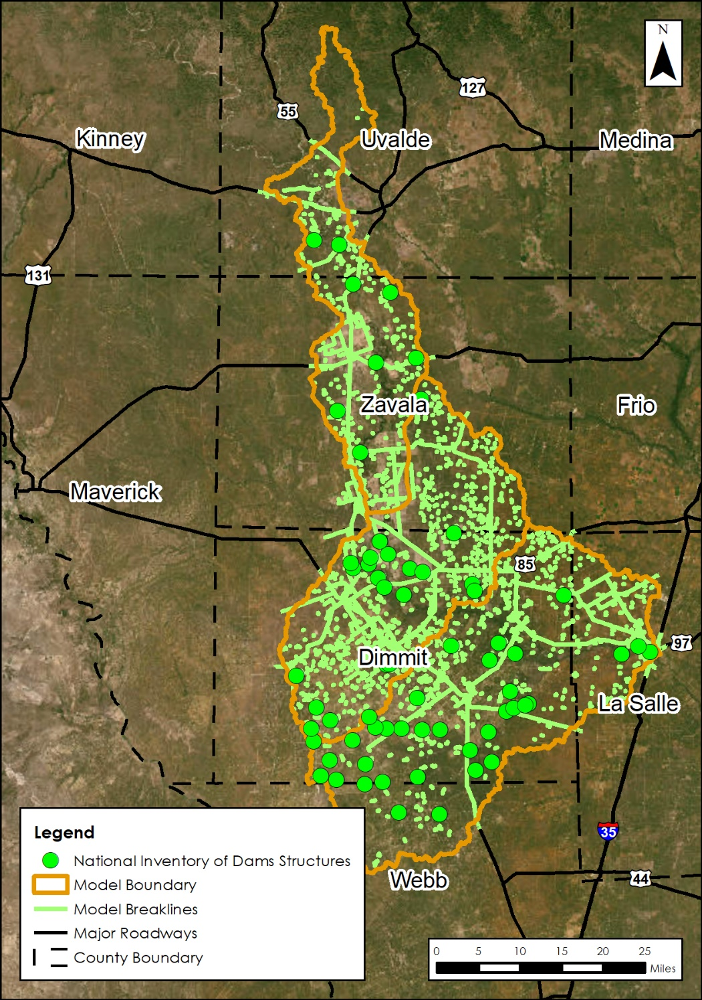 N
127
55
Kinney
Uvalde
Medina
131
Zavala
Frio
Maverick
85
97
Dimmit
La Salle
Legend
National Inventory of Dams Structures
Model Boundary
Model Breaklines
Major Roadways
County Boundary
35
Webb
44
0 5 10 15 20 25
Miles